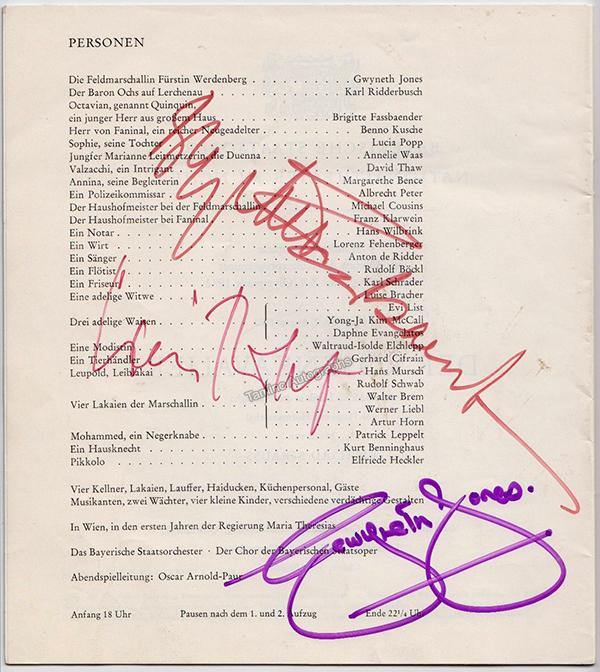 PERSONEN
Die Feldmarschallin Fürstin Werdenberg . . . . . . . . . . Gwyneth Jones
Der Baron Ochs auf Lerchenau . . . . . . . . . . Karl Ridderbusch
Octavian, genannt Quinquin,
ein junger Herr aus großem Haus . . . . . . . . . . Brigitte Fassbaender
Herr von Faninal, ein reicher Neugeadelter . . . . . . . . . . Benno Kusche
Sophie, seine Tochter . . . . . . . . . . Lucia Popp
Jungfer Marianne Leitmetzerin, die Duenna . . . . . . . . . . Annelie Waas
Valzacchi, ein Intrigant . . . . . . . . . . David Thaw
Annina, seine Begleiterin . . . . . . . . . . Margarethe Bence
Ein Polizeikommissar . . . . . . . . . . Albrecht Peter
Der Haushofmeister bei der Feldmarschallin . . . . . . . . . . Michael Cousins
Der Haushofmeister bei Faninal . . . . . . . . . . Franz Klarwein
Ein Notar . . . . . . . . . . Hans Wilbrink
Ein Wirt . . . . . . . . . . Lorenz Fehenberger
Ein Sänger . . . . . . . . . . Anton de Ridder
Ein Flötist . . . . . . . . . . Rudolf Böckl
Ein Friseur . . . . . . . . . . Karl Schrader
Eine adelige Witwe . . . . . . . . . . Luise Bracher
Evi List
Drei adelige Waisen . . . . . . . . . . Yong-Ja Kim McCall
Daphne Evangelatos
Eine Modistin . . . . . . . . . . Waltraud-Isolde Elchlepp
Ein Tierhändler . . . . . . . . . . Gerhard Cifrain
Leupold, Leiblakai . . . . . . . . . . Hans Mursch
Rudolf Schwab
Vier Lakaien der Marschallin . . . . . . . . . . Walter Brem
Werner Liebl
Artur Horn
Mohammed, ein Negerknabe . . . . . . . . . . Patrick Leppelt
Ein Hausknecht . . . . . . . . . . Kurt Benninghaus
Pikkolo . . . . . . . . . . Elfriede Heckler
Vier Kellner, Lakaien, Lauffer, Haiducken, Küchenpersonal, Gäste
Musikanten, zwei Wächter, vier kleine Kinder, verschiedene verdächtige Gestalten
In Wien, in den ersten Jahren der Regierung Maria Theresias
Das Bayerische Staatsorchester · Der Chor der Bayerischen Staatsoper
Abendspielleitung: Oscar Arnold-Paur
Anfang 18 Uhr Pausen nach dem 1. und 2. Aufzug Ende 22¼ Uhr
Brigitte Fassbaender
Lucia Popp
Gwyneth Jones.
Tamino Autographs